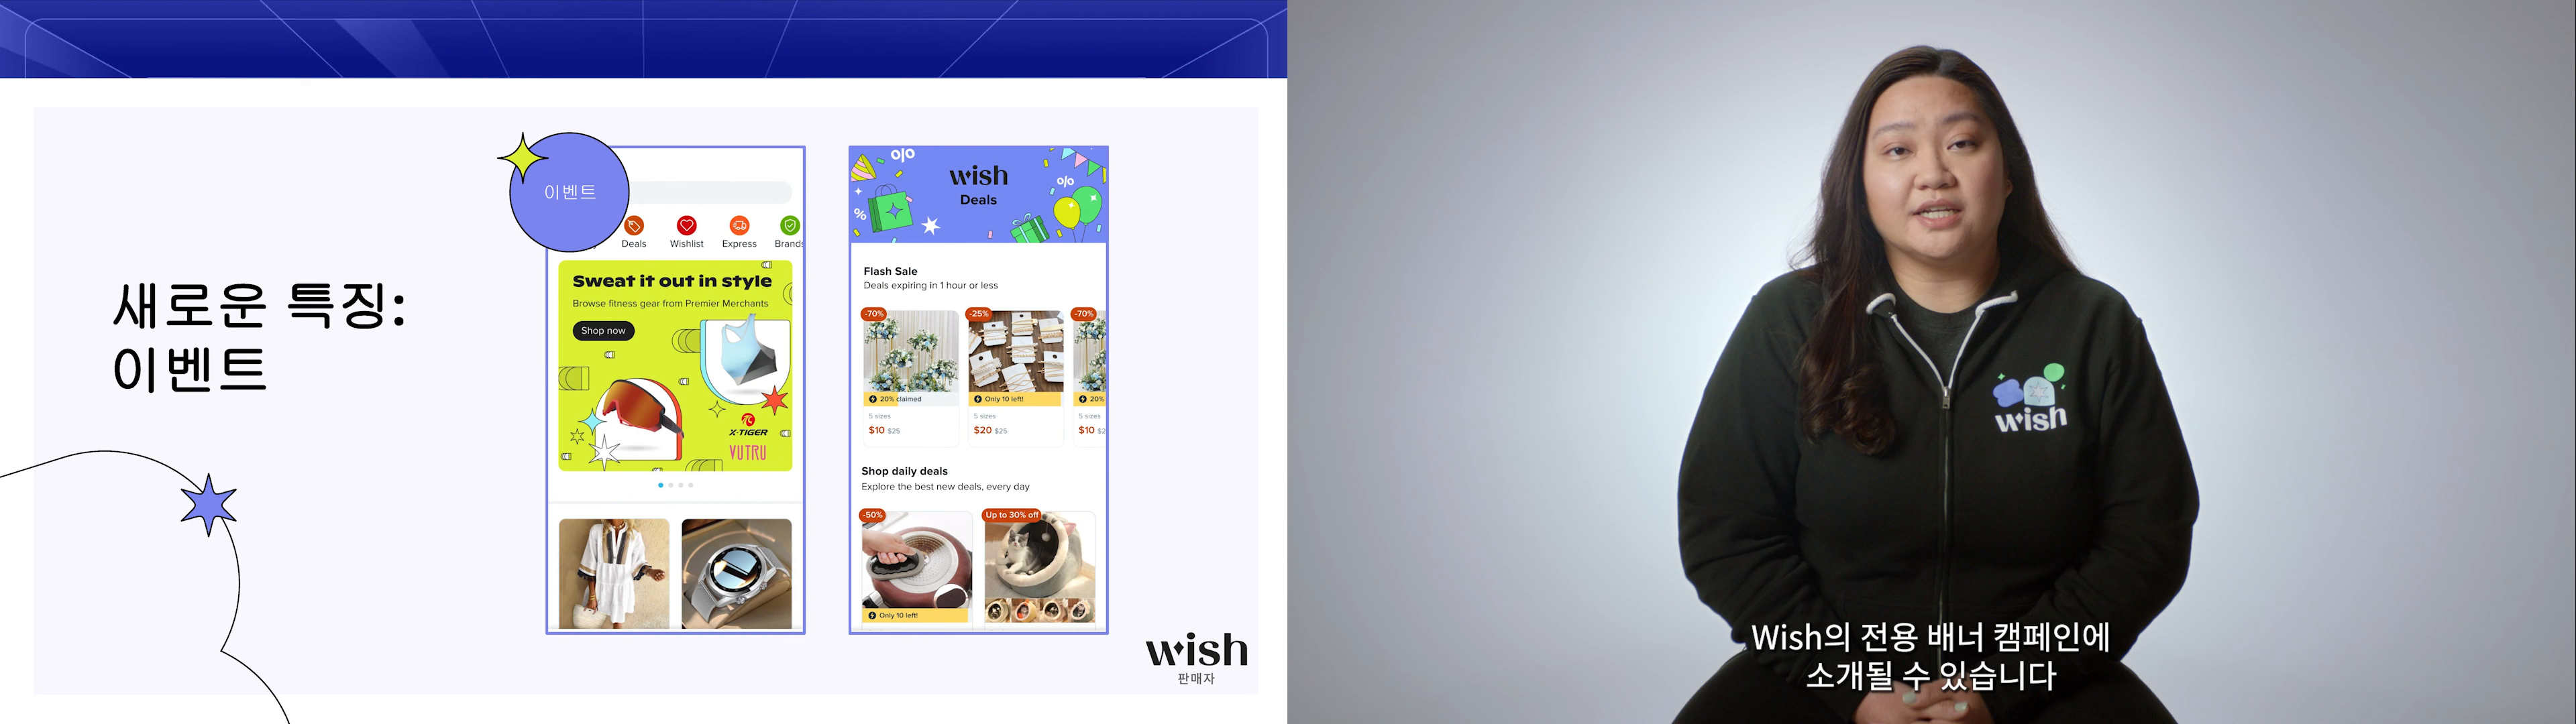 이벤트
Deals
Wishlist
Express
Brands
Sweat it out in style
Browse fitness gear from Premier Merchants
Shop now
X-TIGER
VUTRU
새로운 특징:
이벤트
%
wish
Deals
%
%
Flash Sale
Deals expiring in 1 hour or less
-70%
-25%
-70%
20% claimed
Only 10 left!
20%
5 sizes
5 sizes
5 sizes
$10 $25
$20 $25
$10 $2
Shop daily deals
Explore the best new deals, every day
-50%
Up to 30% off
Only 10 left!
wish
판매자
wish
Wish의 전용 배너 캠페인에
소개될 수 있습니다